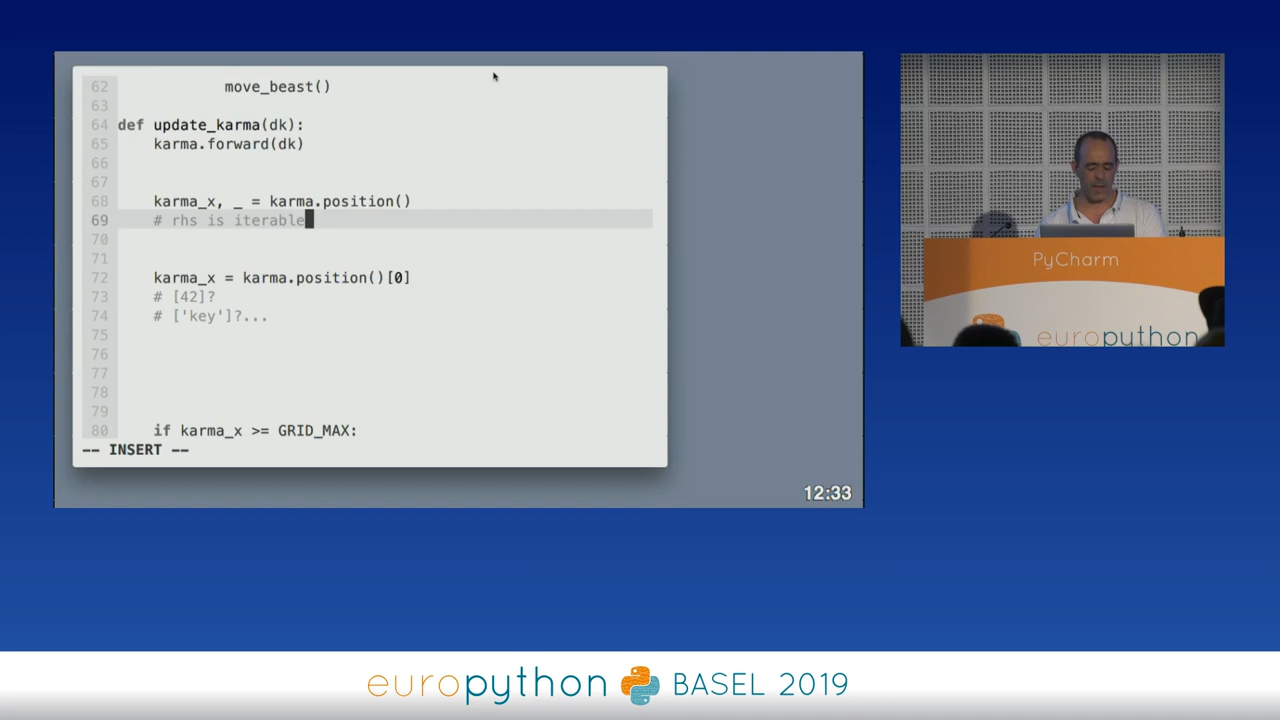 62 move_beast()
63
64 def update_karma(dk):
65 karma.forward(dk)
66
67
68 karma_x, _ = karma.position()
69 # rhs is iterable
70
71
72 karma_x = karma.position()[0]
73 # [42]?
74 # ['key']?...
75
76
77
78
79
80 if karma_x >= GRID_MAX:
-- INSERT --
12:33
PyCharm
europython
europython BASEL 2019